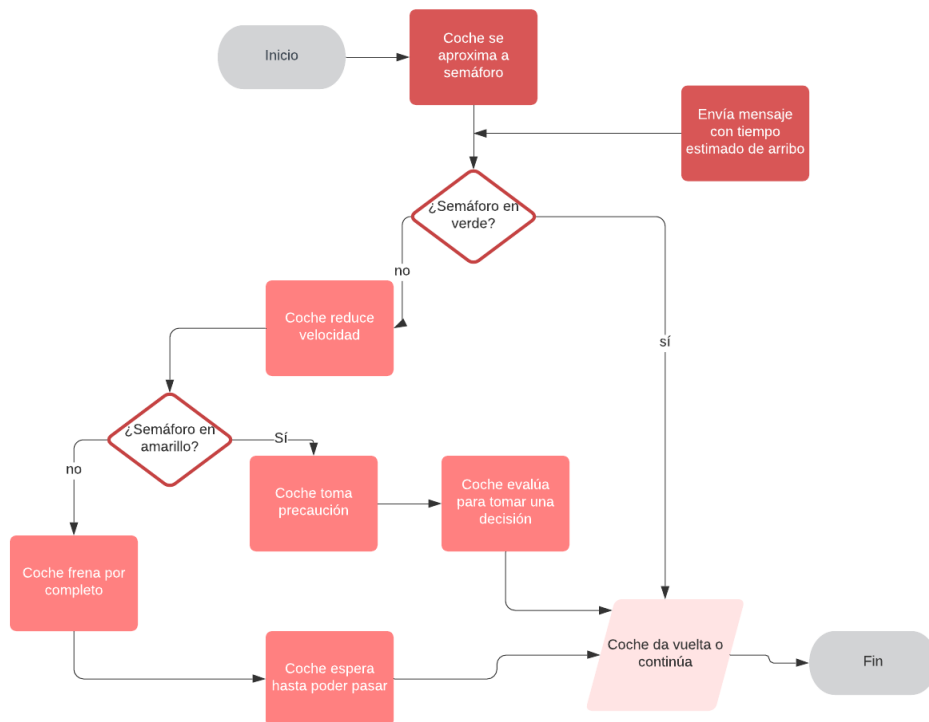 Inicio
Coche se
aproxima a
semáforo
Envía mensaje
con tiempo
estimado de arribo
¿Semáforo en
verde?
no
sí
Coche reduce
velocidad
¿Semáforo en
amarillo?
Sí
no
Coche toma
precaución
Coche evalúa
para tomar una
decisión
Coche frena por
completo
Coche espera
hasta poder pasar
Coche da vuelta o
continúa
Fin